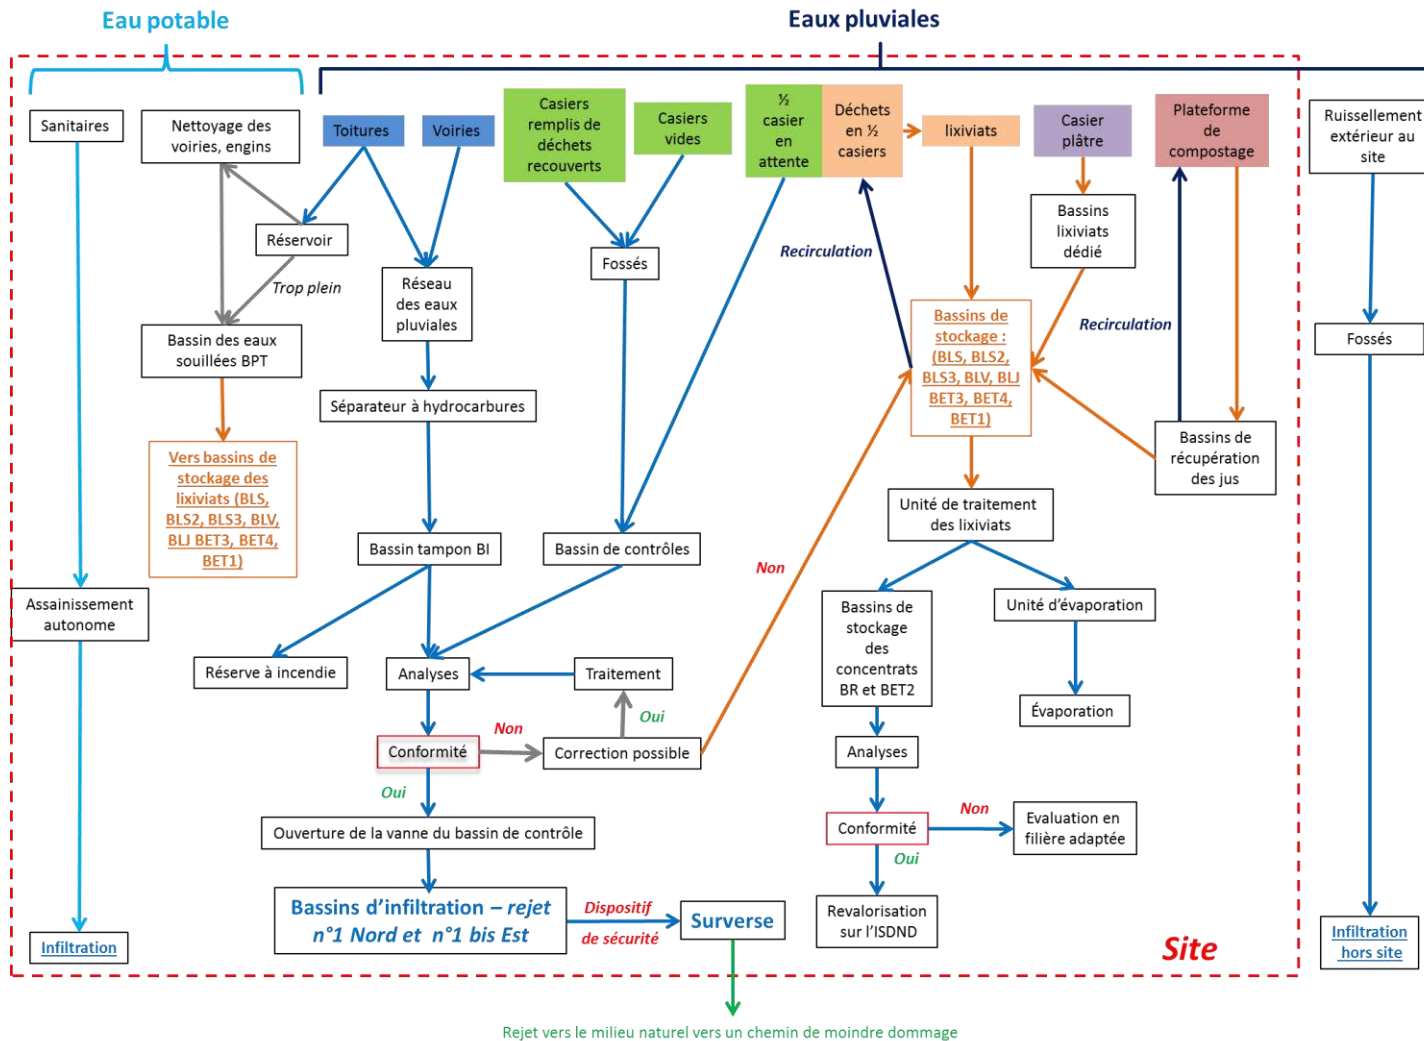 Eau potable
Eaux pluviales
Sanitaires
Nettoyage des
voiries, engins
Toitures
Voiries
Casiers
remplis de
déchets
recouverts
Casiers
vides
½
casier en
attente
Déchets
en ½
casiers
lixiviats
Casier
plâtre
Plateforme
de
compostage
Ruissellement
extérieur au
site
Réservoir
Trop plein
Réseau
des eaux
pluviales
Fossés
Recirculation
Bassins
lixiviats
dédié
Recirculation
Bassin des eaux
souillées BPT
Bassins de
stockage :
(BLS, BLS2,
BLS3, BLV, BLJ
BET3, BET4,
BET1)
Fossés
Séparateur à hydrocarbures
Vers bassins de
stockage des
lixiviats (BLS,
BLS2, BLS3, BLV,
BLJ BET3, BET4,
BET1)
Bassins de
récupération
des jus
Unité de traitement
des lixiviats
Bassin tampon BI
Bassin de contrôles
Non
Assainissement
autonome
Bassins de
stockage
des
concentrats
BR et BET2
Unité d’évaporation
Réserve à incendie
Analyses
Traitement
Oui
Évaporation
Conformité
Non
Correction possible
Analyses
Oui
Ouverture de la vanne du bassin de contrôle
Conformité
Non
Evaluation en
filière adaptée
Oui
Bassins d’infiltration – rejet
n°1 Nord et n°1 bis Est
Dispositif
de sécurité
Surverse
Revalorisation
sur l’ISDND
Infiltration
Site
Infiltration
hors site
Rejet vers le milieu naturel vers un chemin de moindre dommage